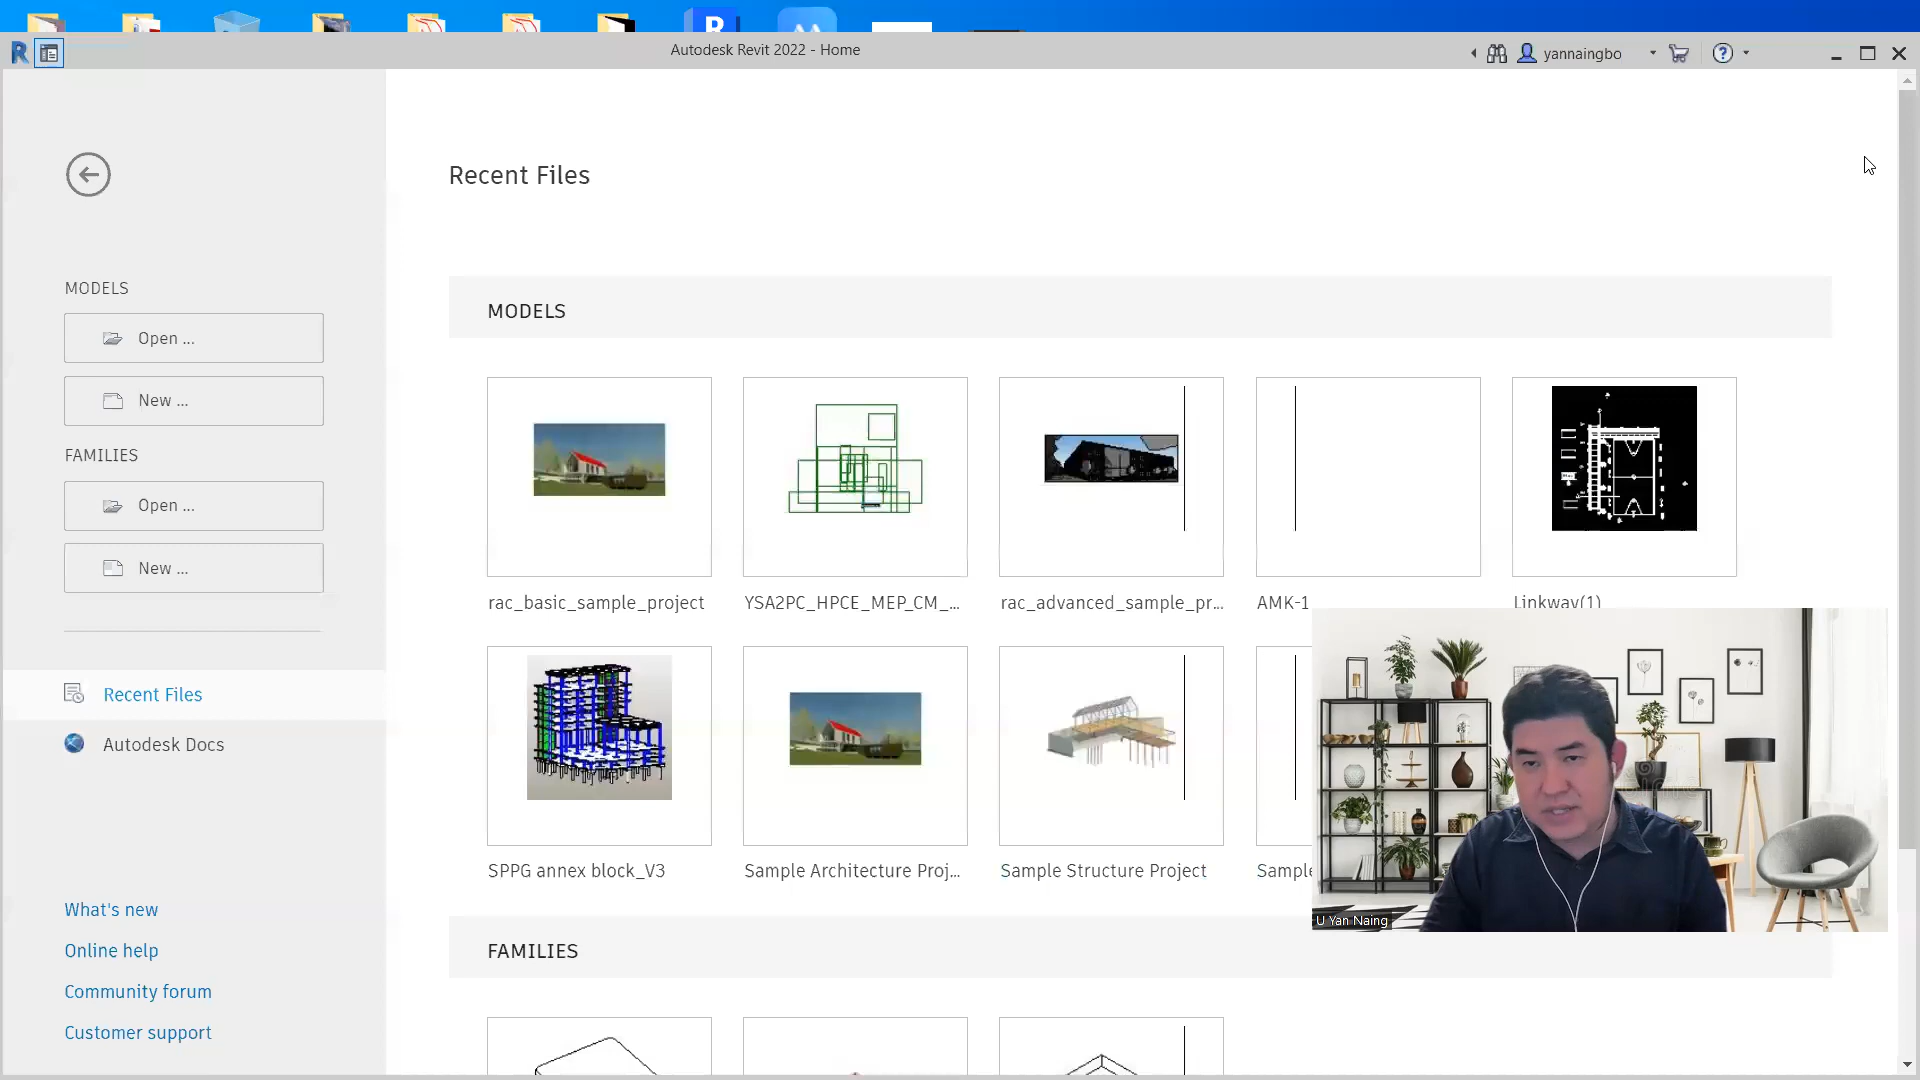 R
Autodesk Revit 2022 - Home
yannaingbo
?
MODELS
Open ...
New ...
FAMILIES
Open ...
New ...
Recent Files
Autodesk Docs
What's new
Online help
Community forum
Customer support
Recent Files
MODELS
rac_basic_sample_project
YSA2PC_HPCE_MEP_CM_...
rac_advanced_sample_pr...
AMK-1
Linkway(1)
SPPG annex block_V3
Sample Architecture Proj...
Sample Structure Project
Sample
U Yan Naing
FAMILIES